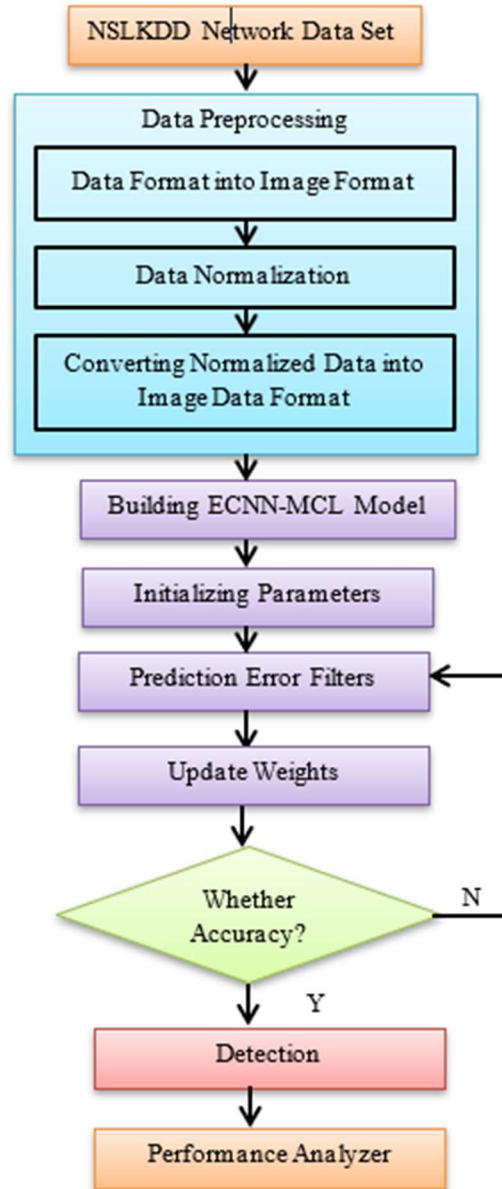 NSLKDD Network Data Set
Data Preprocessing
Data Format into Image Format
Data Normalization
Converting Normalized Data into
Image Data Format
Building ECNN-MCL Model
Initializing Parameters
Prediction Error Filters
Update Weights
Whether
Accuracy?
N
Y
Detection
Performance Analyzer